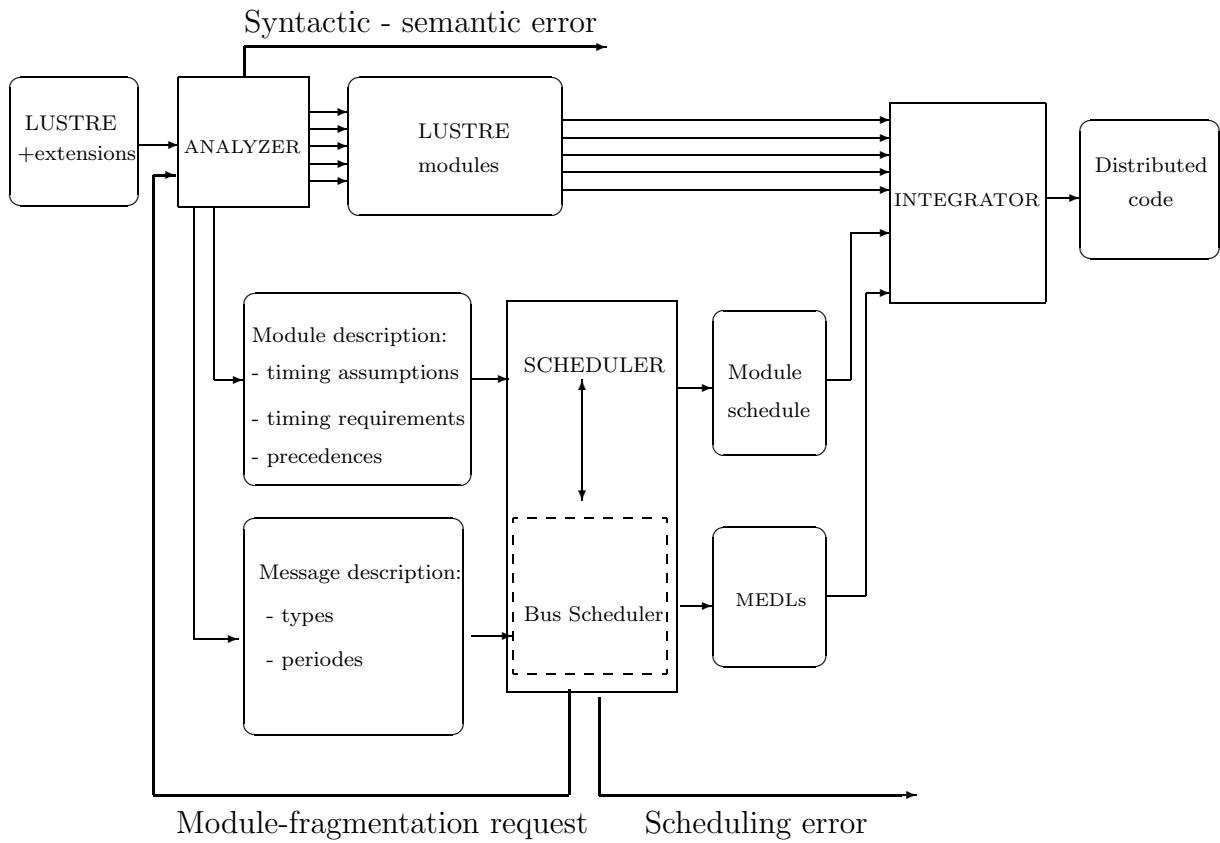 Syntactic - semantic error
LUSTRE
+extensions
ANALYZER
LUSTRE
modules
INTEGRATOR
Distributed
code
Module description:
- timing assumptions
- timing requirements
- precedences
SCHEDULER
Module
schedule
Message description:
- types
- periodes
Bus Scheduler
MEDLs
Module-fragmentation request
Scheduling error